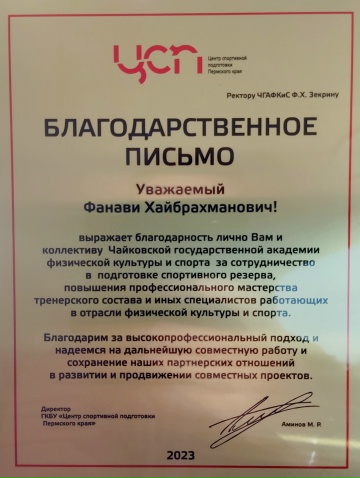 ЦСП
Центр спортивной
подготовки
Пермского края
Ректору ЧГАФКиС Ф.Х. Зекрину
БЛАГОДАРСТВЕННОЕ
ПИСЬМО
Уважаемый
Фанави Хайбрахманович!
выражает благодарность лично Вам и
коллективу Чайковской государственной академии
физической культуры и спорта за сотрудничество
в подготовке спортивного резерва,
повышения профессионального мастерства
тренерского состава и иных специалистов работающих
в отрасли физической культуры и спорта.
Благодарим за высокопрофессиональный подход и
надеемся на дальнейшую совместную работу и
сохранение наших партнерских отношений
в развитии и продвижении совместных проектов.
Директор
ГКБУ «Центр спортивной подготовки
Пермского края»
Аминов М. Р.
2023